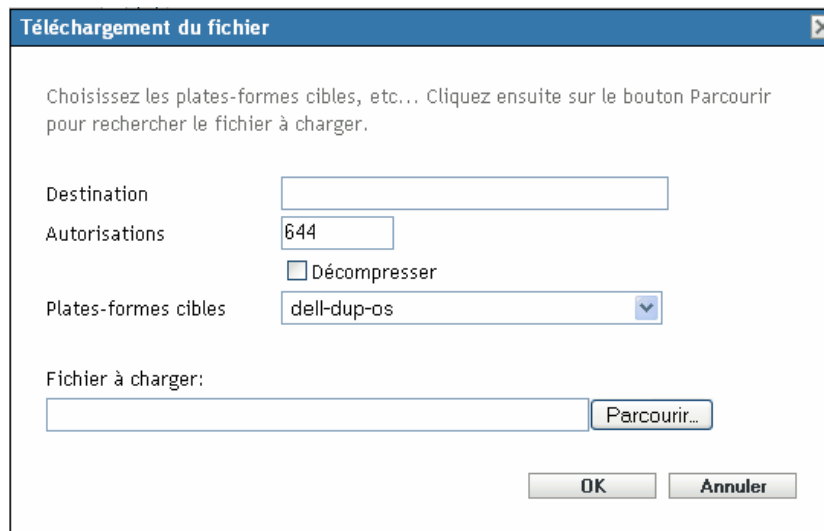 Téléchargement du fichier
Choisissez les plates-formes cibles, etc... Cliquez ensuite sur le bouton Parcourir
pour rechercher le fichier à charger.
Destination
Autorisations 644
Décompresser
Plates-formes cibles dell-dup-os
Fichier à charger:
Parcourir...
OK Annuler